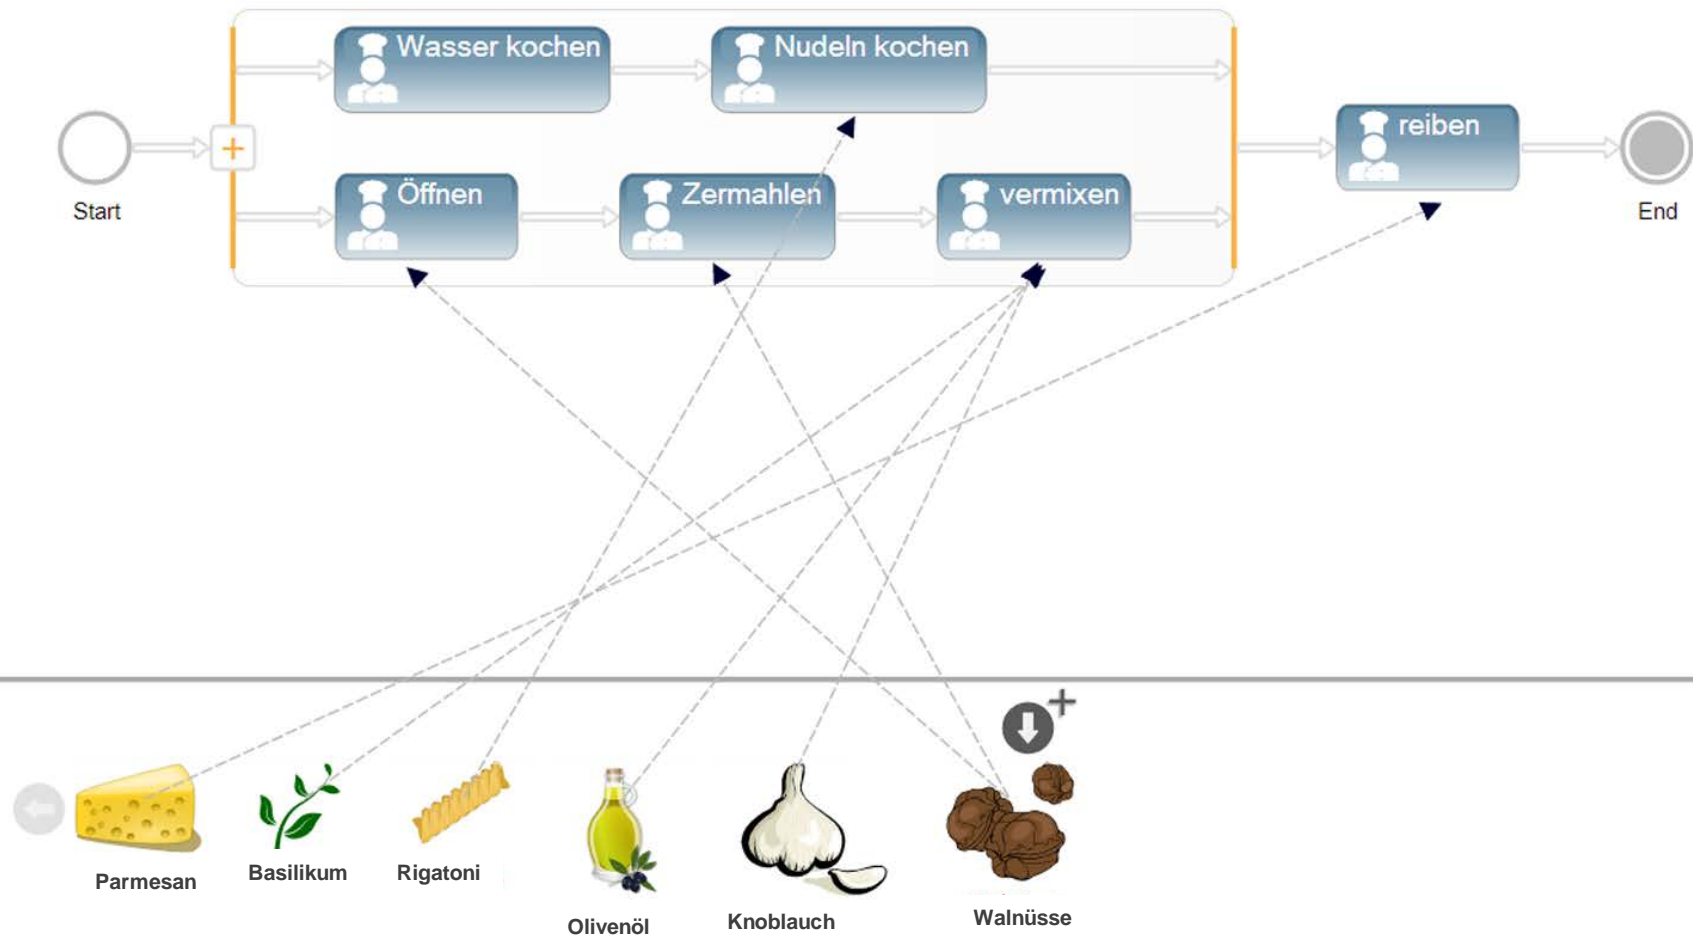 Wasser kochen
Nudeln kochen
reiben
Öffnen
Zermahlen
vermixen
Start
End
Parmesan
Basilikum
Rigatoni
Olivenöl
Knoblauch
Walnüsse